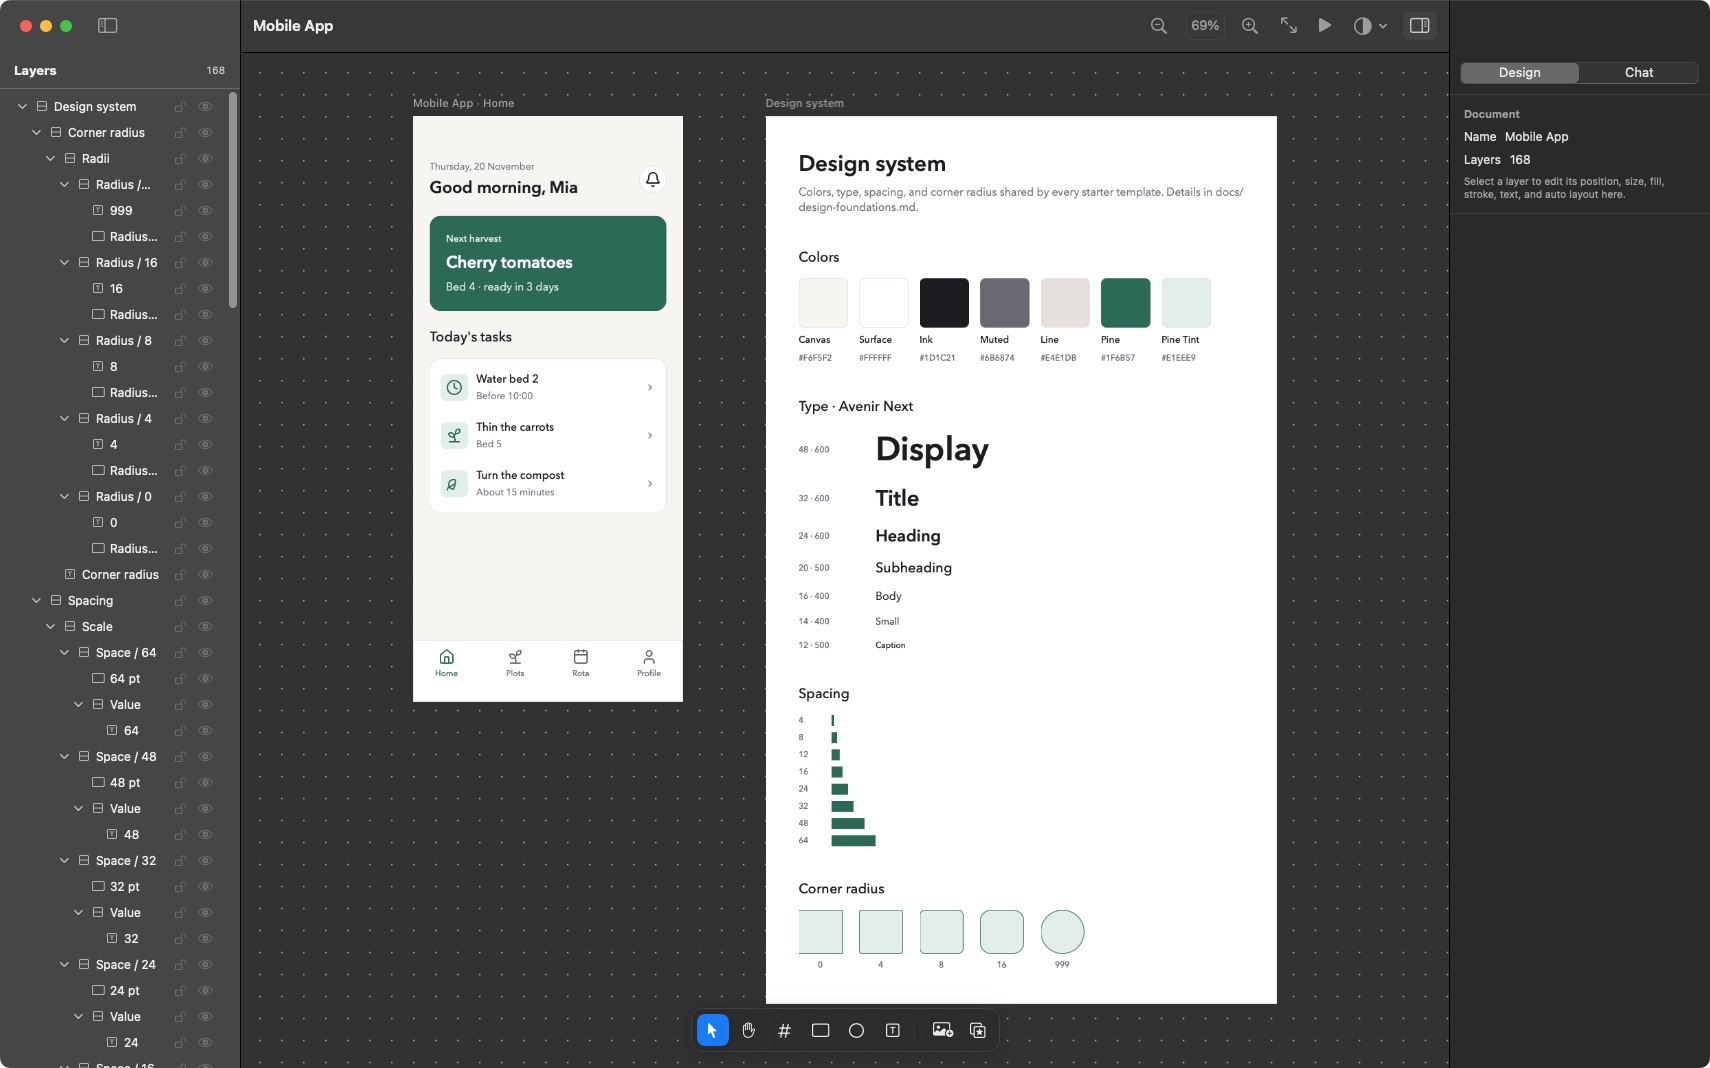 Mobile App
69%
Layers
168
Design system
Corner radius
Radii
Radius /...
999
Radius...
Radius / 16
16
Radius...
Radius / 8
8
Radius...
Radius / 4
4
Radius...
Radius / 0
0
Radius...
Corner radius
Spacing
Scale
Space / 64
64 pt
Value
64
Space / 48
48 pt
Value
48
Space / 32
32 pt
Value
32
Space / 24
24 pt
Value
24
Space / 16
Mobile App · Home
Thursday, 20 November
Good morning, Mia
Next harvest
Cherry tomatoes
Bed 4 · ready in 3 days
Today's tasks
Water bed 2
Before 10:00
Thin the carrots
Bed 5
Turn the compost
About 15 minutes
Home
Plots
Rota
Profile
Design system
Design system
Colors, type, spacing, and corner radius shared by every starter template. Details in docs/
design-foundations.md.
Colors
Canvas Surface Ink Muted Line Pine Pine Tint
#F6F5F2 #FFFFFF #1D1C21 #6B6874 #E4E1DB #1F6B57 #E1EEE9
Type · Avenir Next
48 · 600 Display
32 · 600 Title
24 · 600 Heading
20 · 500 Subheading
16 · 400 Body
14 · 400 Small
12 · 500 Caption
Spacing
4
8
12
16
24
32
48
64
Corner radius
0 4 8 16 999
Design
Chat
Document
Name Mobile App
Layers 168
Select a layer to edit its position, size, fill,
stroke, text, and auto layout here.